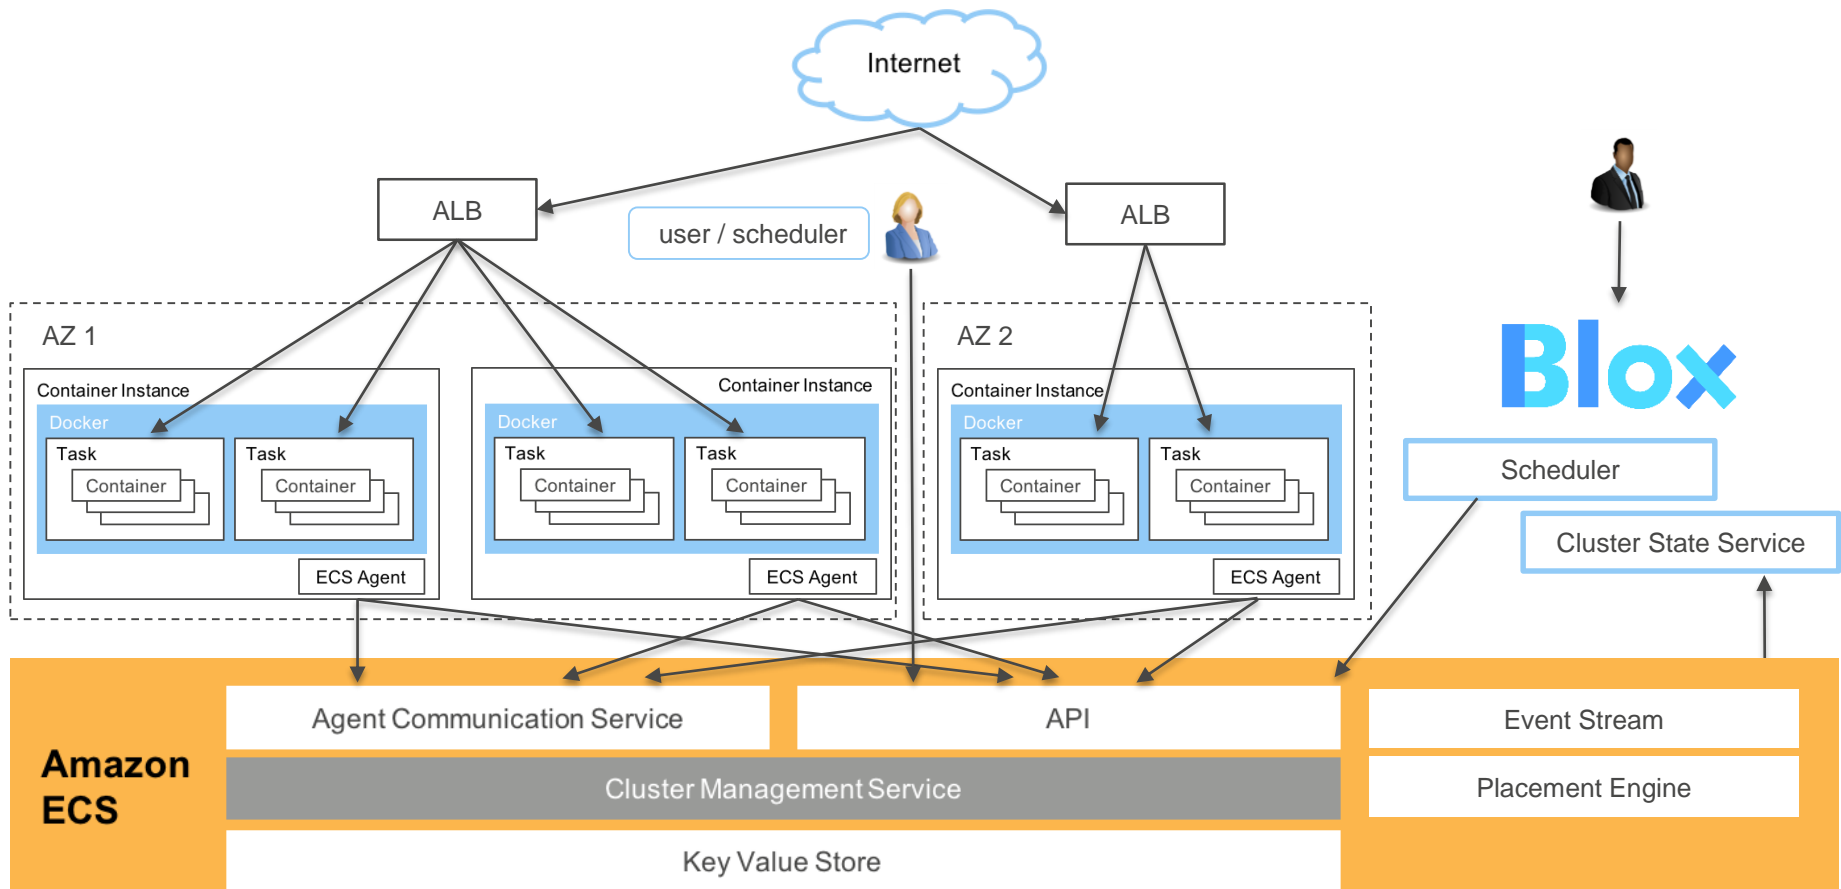 Internet
ALB
user / scheduler
ALB
AZ 1
AZ 2
Blox
Container Instance
Docker
Task
Container
Task
Container
ECS Agent
Container Instance
Docker
Task
Container
Task
Container
ECS Agent
Container Instance
Docker
Task
Container
Task
Container
ECS Agent
Scheduler
Cluster State Service
Amazon
ECS
Agent Communication Service
API
Event Stream
Cluster Management Service
Placement Engine
Key Value Store